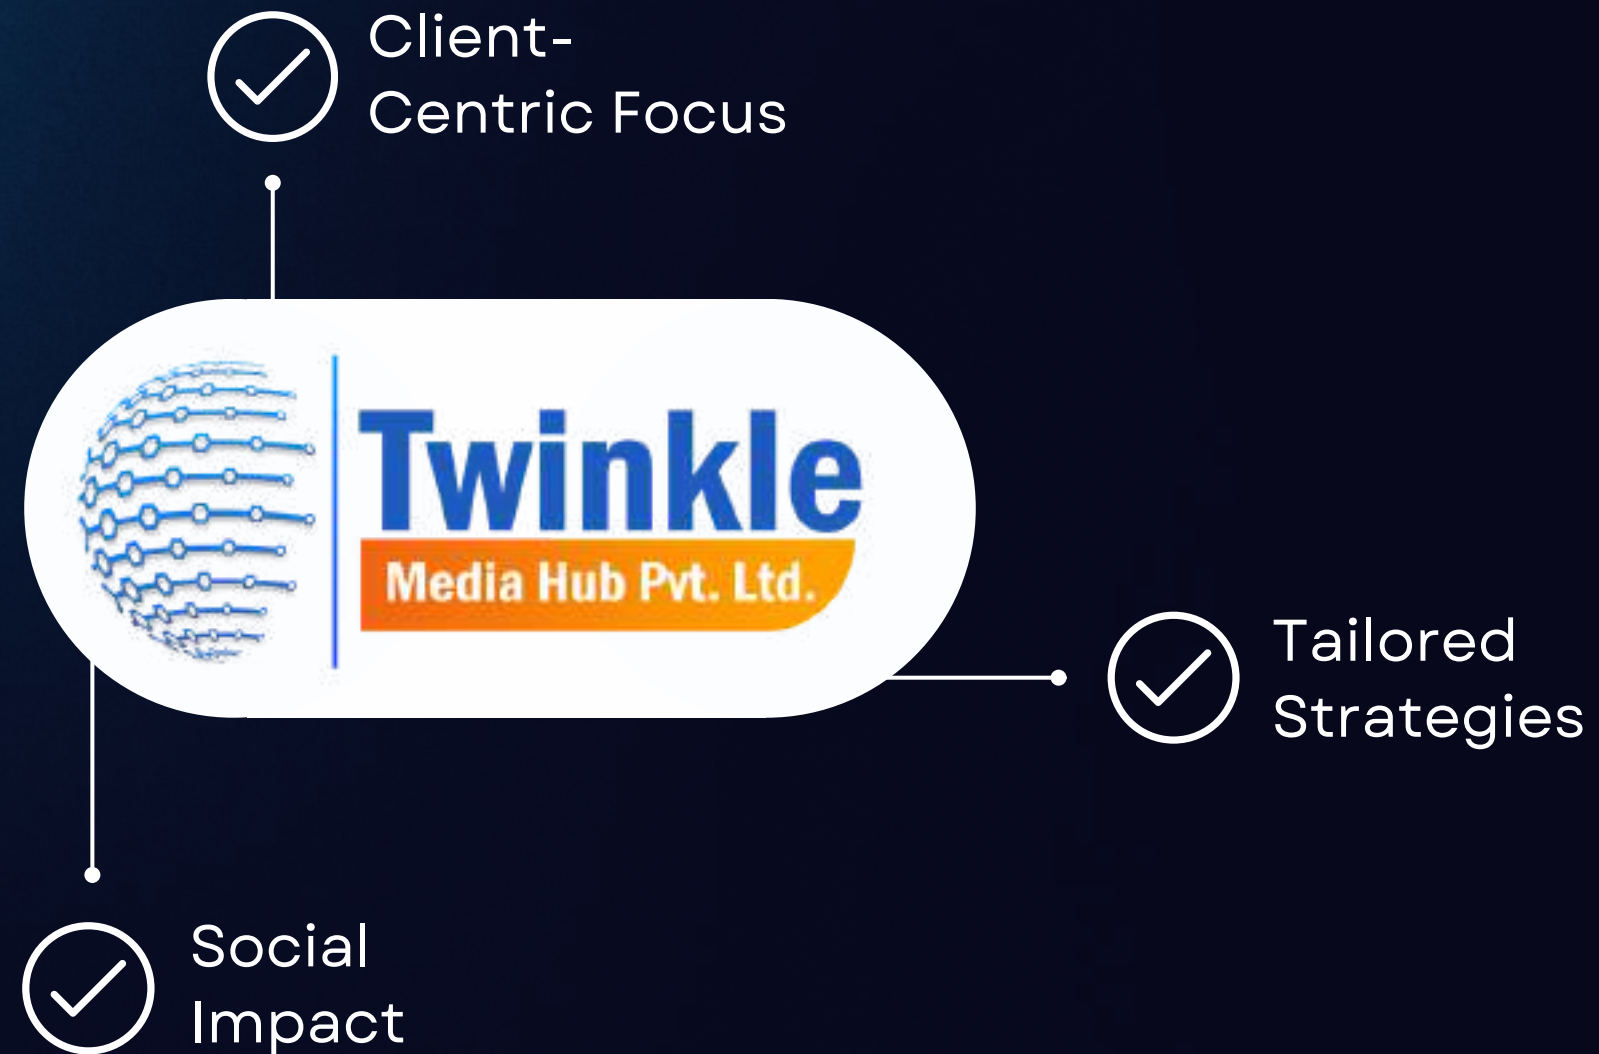 Client-
Centric Focus
Twinkle
Media Hub Pvt. Ltd.
Tailored
Strategies
Social
Impact